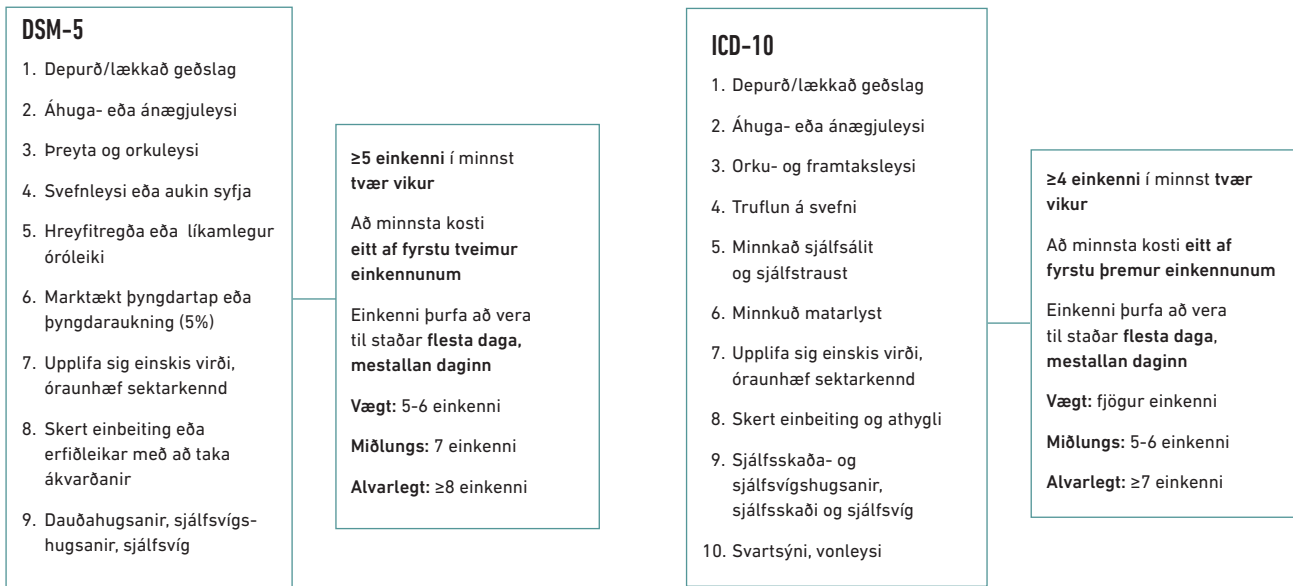 DSM-5
1. Depurð/lækkað geðslag
2. Áhuga- eða ánægjuleysi
3. Þreyta og orkuleysi
4. Svefnleysi eða aukin syfja
5. Hreyfitregða eða líkamlegur
óróleiki
6. Marktækt þyngdartap eða
þyngdaraukning (5%)
7. Upplifa sig einskis virði,
óraunhæf sektarkennd
8. Skert einbeiting eða
erfiðleikar með að taka
ákvarðanir
9. Dauðahugsanir, sjálfsvígs-
hugsanir, sjálfsvíg
≥5 einkenni í minnst
tvær vikur
Að minnsta kosti
eitt af fyrstu tveimur
einkennunum
Einkenni þurfa að vera
til staðar flesta daga,
mestallan daginn
Vægt: 5-6 einkenni
Miðlungs: 7 einkenni
Alvarlegt: ≥8 einkenni
ICD-10
1. Depurð/lækkað geðslag
2. Áhuga- eða ánægjuleysi
3. Orku- og framtaksleysi
4. Truflun á svefni
5. Minnkað sjálfsálit
og sjálfstraust
6. Minnkuð matarlyst
7. Upplifa sig einskis virði,
óraunhæf sektarkennd
8. Skert einbeiting og athygli
9. Sjálfsskaða- og
sjálfsvígshugsanir,
sjálfsskaði og sjálfsvíg
10. Svartsýni, vonleysi
≥4 einkenni í minnst tvær
vikur
Að minnsta kosti eitt af
fyrstu þremur einkennunum
Einkenni þurfa að vera
til staðar flesta daga,
mestallan daginn
Vægt: fjögur einkenni
Miðlungs: 5-6 einkenni
Alvarlegt: ≥7 einkenni